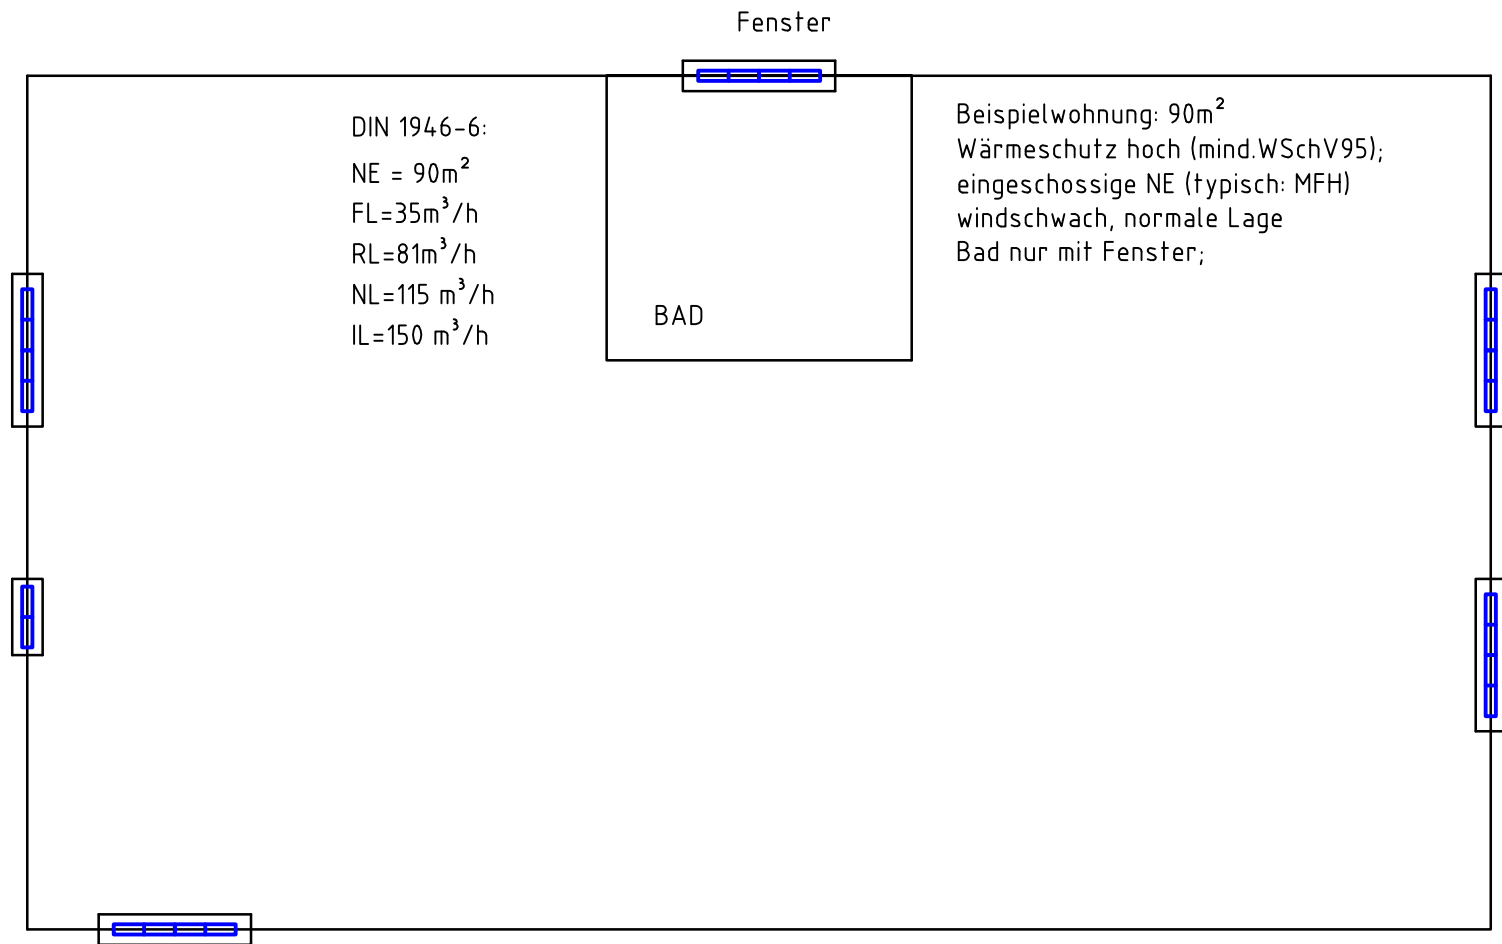 Fenster
DIN 1946-6:
NE = 90m²
FL=35m³/h
RL=81m³/h
NL=115 m³/h
IL=150 m³/h
BAD
Beispielwohnung: 90m²
Wärmeschutz hoch (mind.WSchV95);
eingeschossige NE (typisch: MFH)
windschwach, normale Lage
Bad nur mit Fenster;